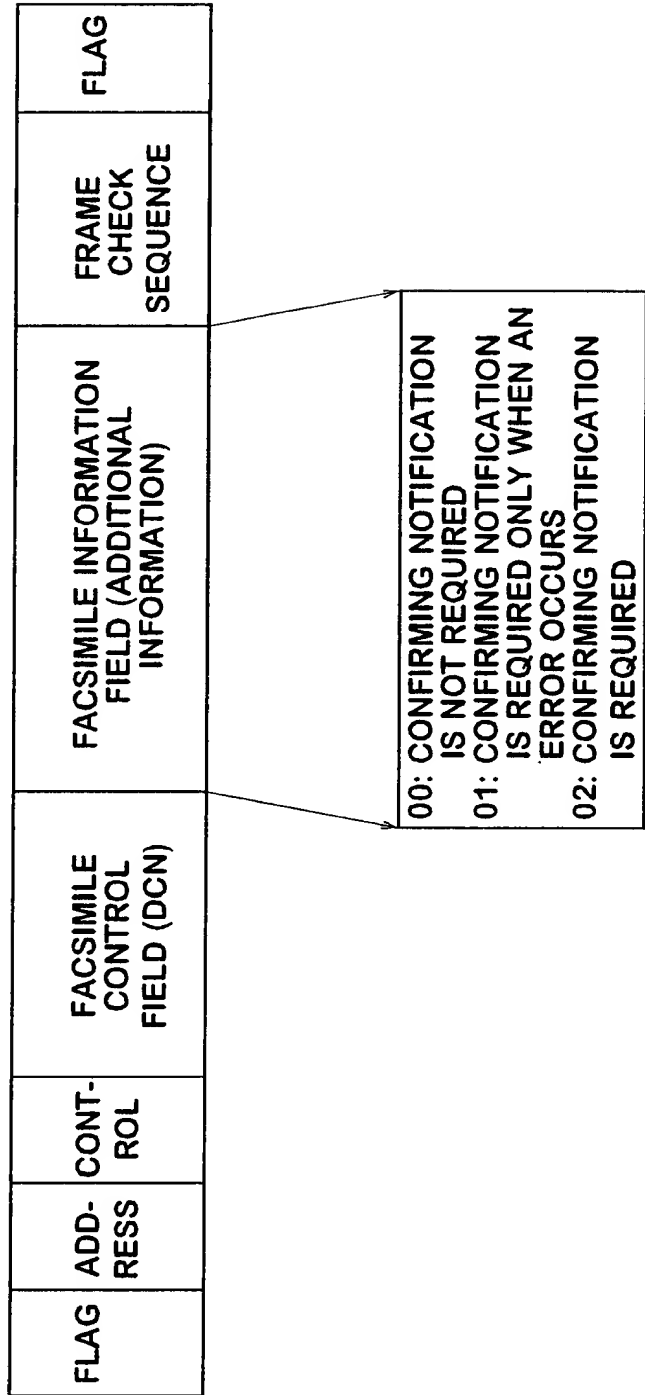 FLAG
ADD-
RESS
CONT-
ROL
FACSIMILE
CONTROL
FIELD (DCN)
FACSIMILE INFORMATION
FIELD (ADDITIONAL
INFORMATION)
FRAME
CHECK
SEQUENCE
FLAG
00: CONFIRMING NOTIFICATION
IS NOT REQUIRED
01: CONFIRMING NOTIFICATION
IS REQUIRED ONLY WHEN AN
ERROR OCCURS
02: CONFIRMING NOTIFICATION
IS REQUIRED